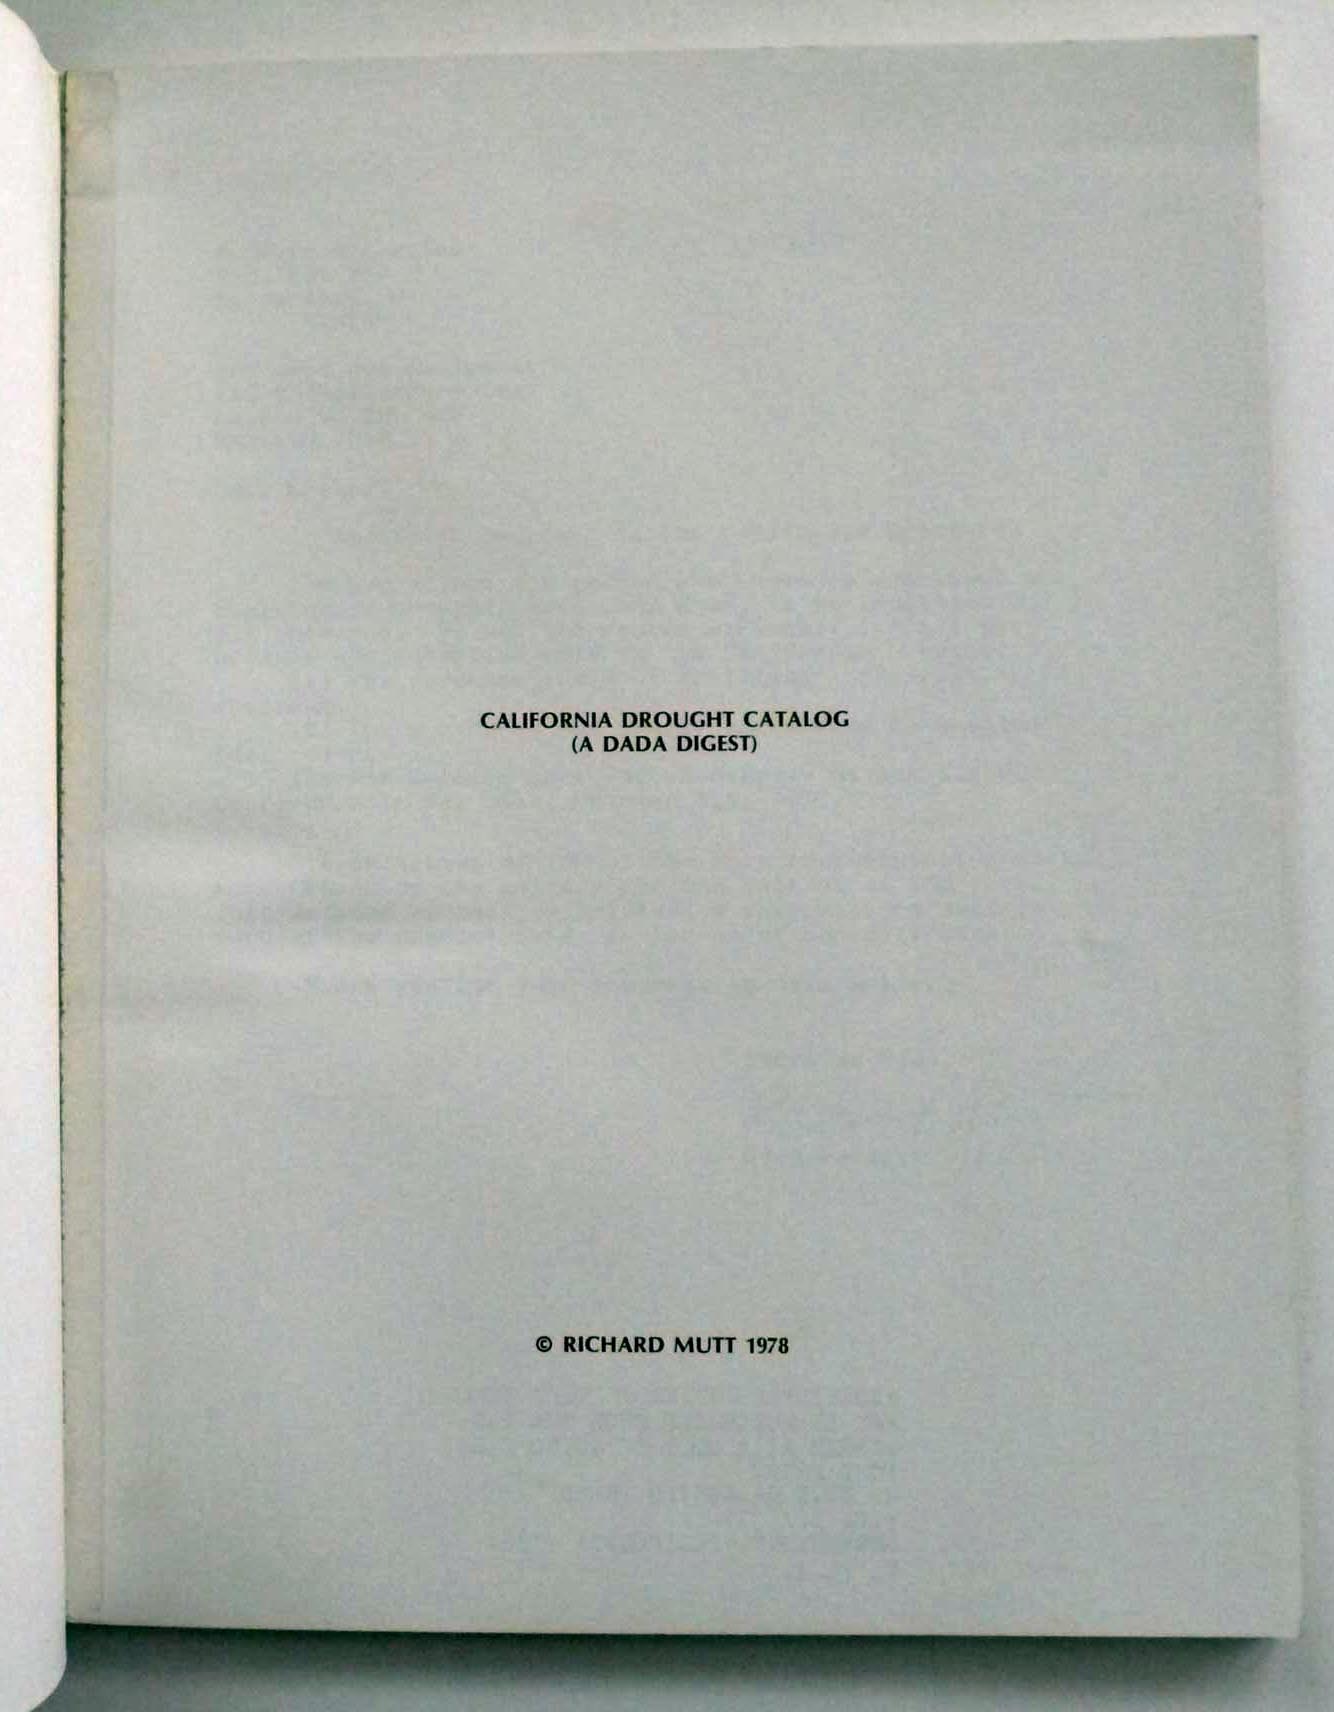 CALIFORNIA DROUGHT CATALOG
(A DADA DIGEST)
© RICHARD MUTT 1978